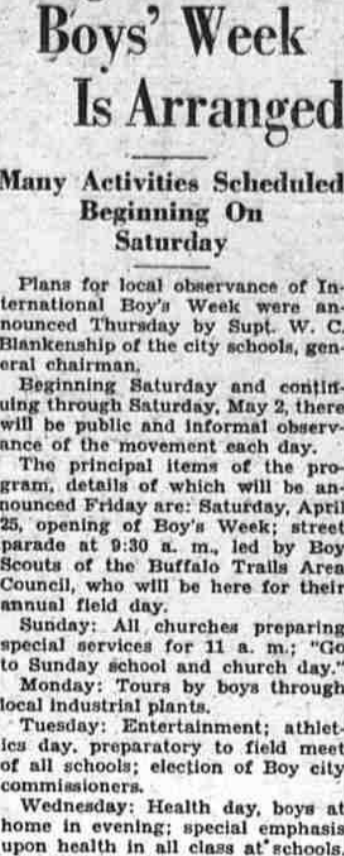 Boys' Week
Is Arranged
Many Activities Scheduled
Beginning On
Saturday
Plans for local observance of In-
ternational Boy's Week were an-
nounced Thursday by Supt. W. C.
Blankenship of the city schools, gen-
eral chairman.
Beginning Saturday and contin-
uing through Saturday, May 2, there
will be public and informal observ-
ance of the movement each day.
The principal items of the pro-
gram, details of which will be an-
nounced Friday are: Saturday, April
25, opening of Boy's Week; street
parade at 9:30 a. m., led by Boy
Scouts of the Buffalo Trails Area
Council, who will be here for their
annual field day.
Sunday: All churches preparing
special services for 11 a. m.; "Go
to Sunday school and church day."
Monday: Tours by boys through
local industrial plants.
Tuesday: Entertainment; athlet-
ics day, preparatory to field meet
of all schools; election of Boy city
commissioners.
Wednesday: Health day, boys at
home in evening; special emphasis
upon health in all class at schools.